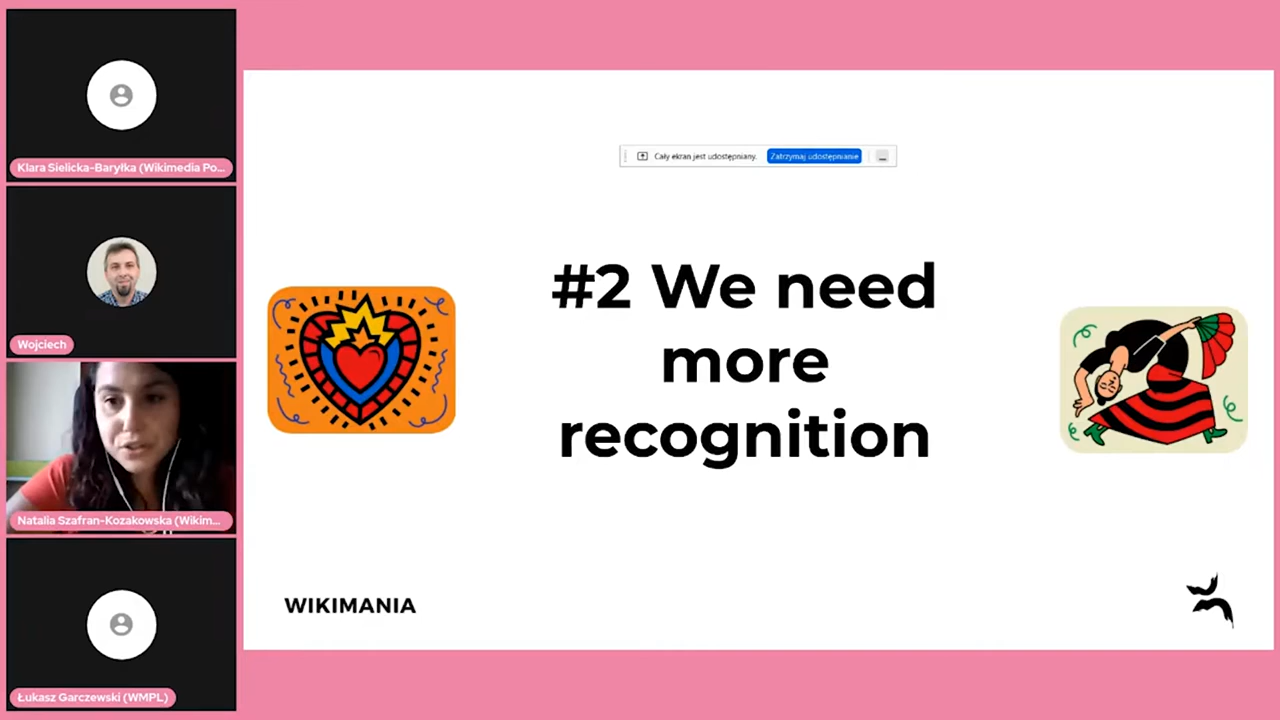 Klara Sielicka-Baryłka (Wikimedia Po...
Wojciech
Natalia Szafran-Kozakowska (Wikim...
Łukasz Garczewski (WMPL)
Cały ekran jest udostępniany.
Zatrzymaj udostępnianie
#2 We need
more
recognition
WIKIMANIA